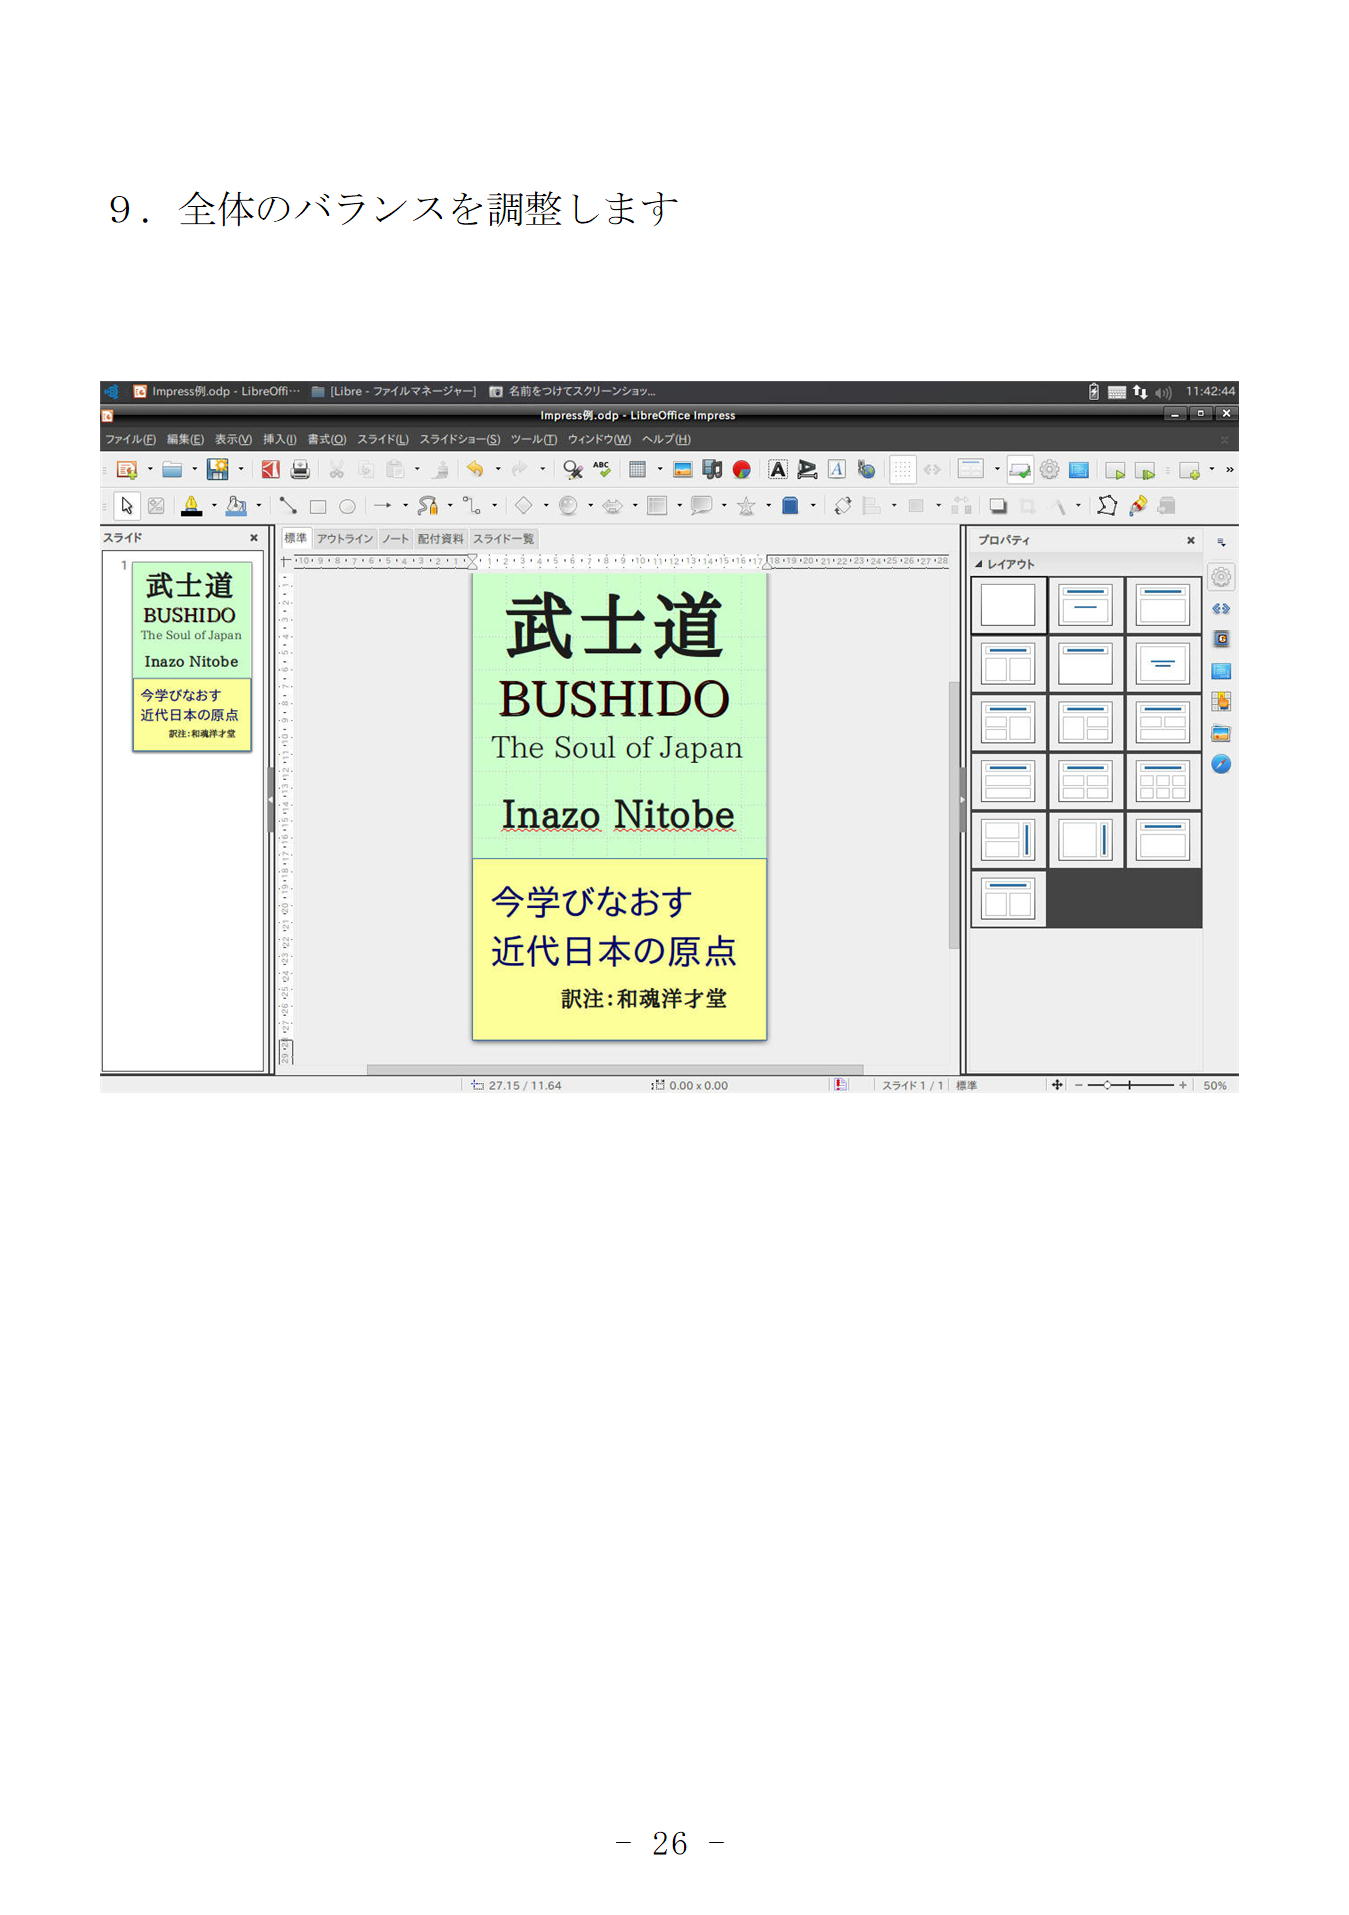 ９．全体のバランスを調整します
Impress例.odp - LibreOffi… [Libre - ファイルマネージャー] 名前をつけてスクリーンショッ... 11:42:44
Impress例.odp - LibreOffice Impress
ファイル(F) 編集(E) 表示(V) 挿入(I) 書式(O) スライド(L) スライドショー(S) ツール(T) ウィンドウ(W) ヘルプ(H)
スライド
標準 アウトライン ノート 配付資料 スライド一覧
プロパティ
レイアウト
1
武士道
BUSHIDO
The Soul of Japan
Inazo Nitobe
今学びなおす
近代日本の原点
訳注：和魂洋才堂
武士道
BUSHIDO
The Soul of Japan
Inazo Nitobe
今学びなおす
近代日本の原点
訳注：和魂洋才堂
27.15 / 11.64 0.00 x 0.00 スライド 1 / 1 標準 50%
- 26 -